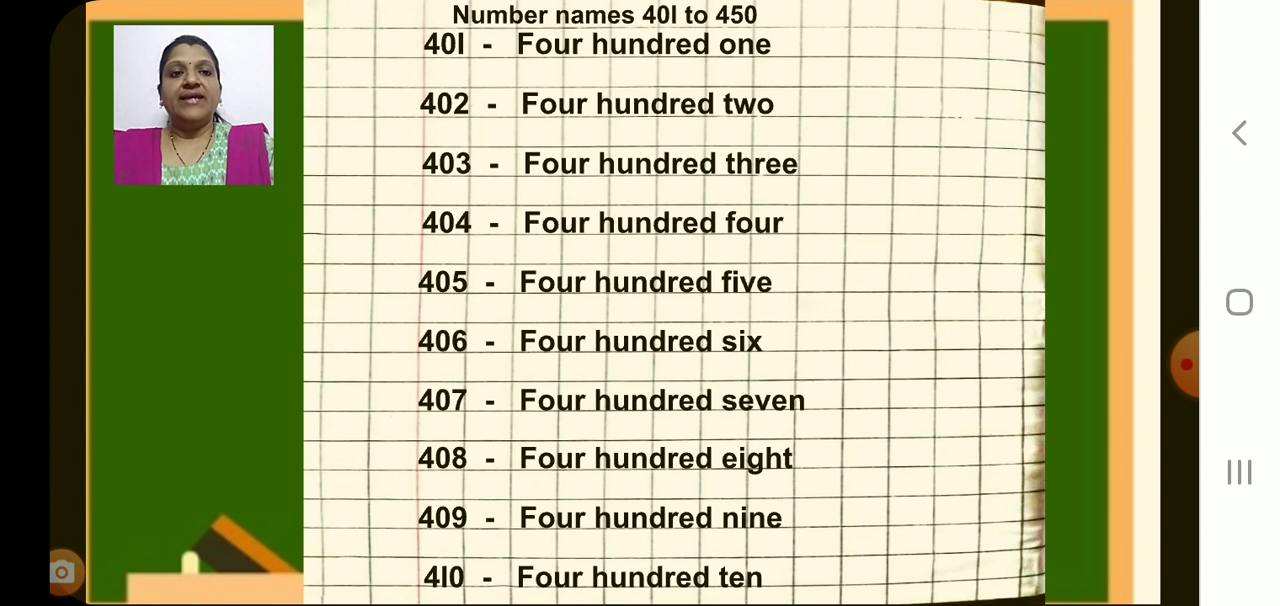 Number names 40l to 450
40l - Four hundred one
402 - Four hundred two
403 - Four hundred three
404 - Four hundred four
405 - Four hundred five
406 - Four hundred six
407 - Four hundred seven
408 - Four hundred eight
409 - Four hundred nine
4l0 - Four hundred ten